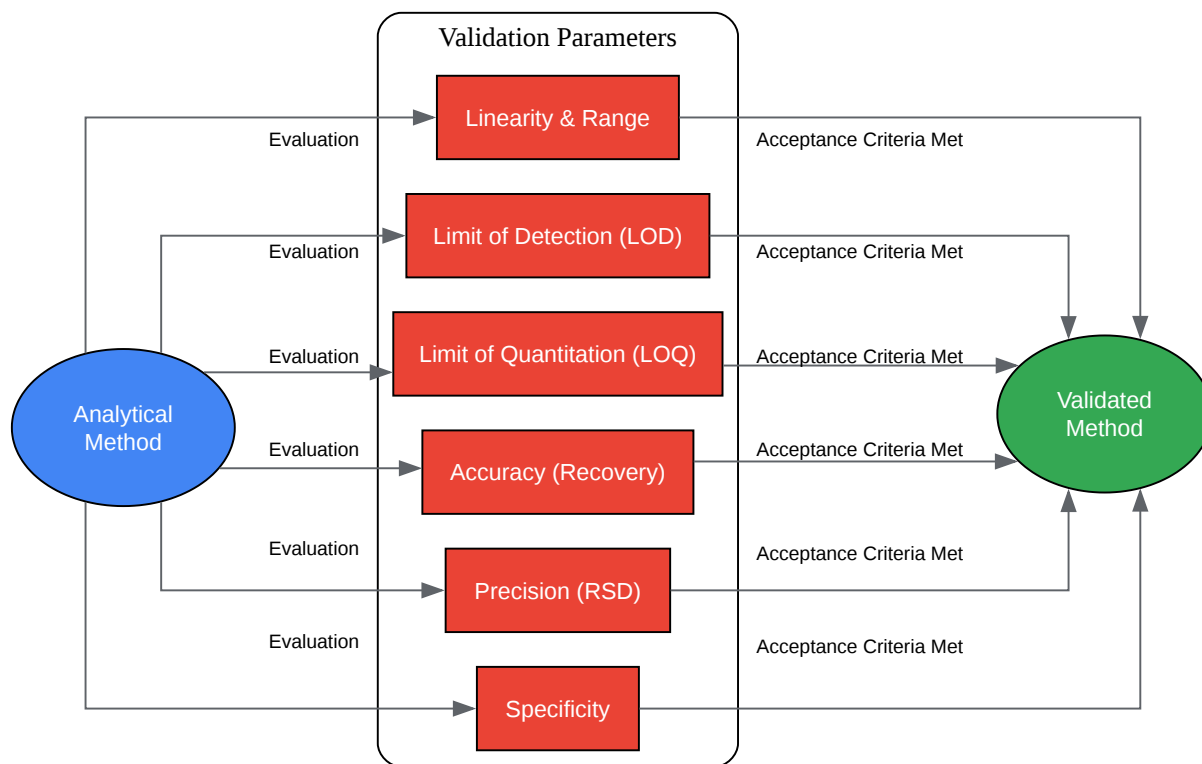 Validation Parameters
Linearity & Range
Evaluation
Acceptance Criteria Met
Limit of Detection (LOD)
Evaluation
Acceptance Criteria Met
Limit of Quantitation (LOQ)
Evaluation
Acceptance Criteria Met
Analytical
Method
Validated
Method
Evaluation
Accuracy (Recovery)
Acceptance Criteria Met
Evaluation
Precision (RSD)
Acceptance Criteria Met
Evaluation
Specificity
Acceptance Criteria Met